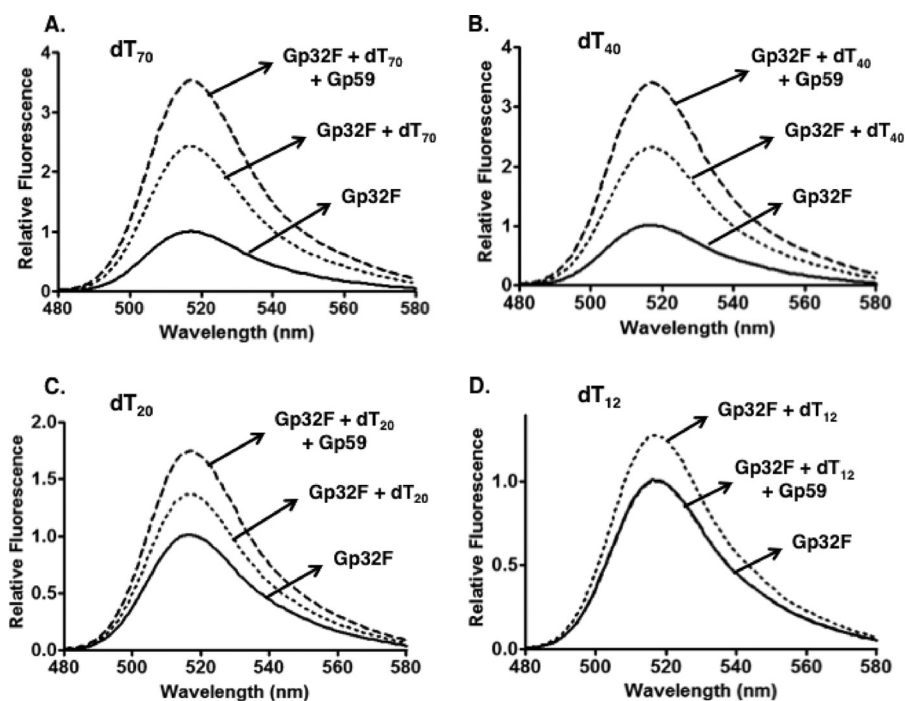 A.
dT70
Relative Fluorescence
4
3
2
1
0
480 500 520 540 560 580
Wavelength (nm)
Gp32F + dT70
+ Gp59
Gp32F + dT70
Gp32F
B.
dT40
Relative Fluorescence
4
3
2
1
0
480 500 520 540 560 580
Wavelength (nm)
Gp32F + dT40
+ Gp59
Gp32F + dT40
Gp32F
C.
dT20
Relative Fluorescence
2.0
1.5
1.0
0.5
0.0
480 500 520 540 560 580
Wavelength (nm)
Gp32F + dT20
+ Gp59
Gp32F + dT20
Gp32F
D.
dT12
Relative Fluorescence
1.0
0.5
0.0
480 500 520 540 560 580
Wavelength (nm)
Gp32F + dT12
Gp32F + dT12
+ Gp59
Gp32F